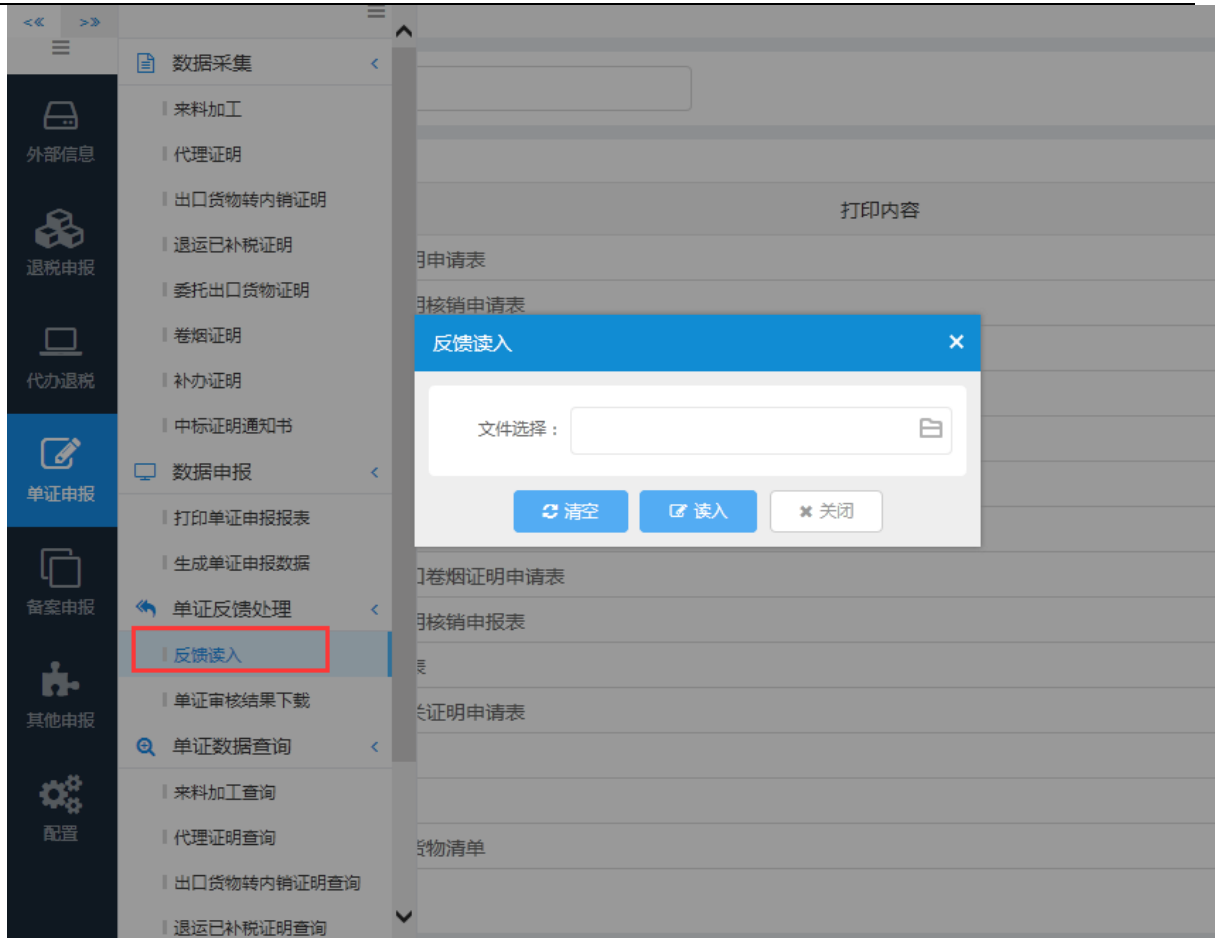 外部信息
退税申报
代办退税
单证申报
备案申报
其他申报
配置
数据采集
来料加工
代理证明
出口货物转内销证明
退运已补税证明
委托出口货物证明
卷烟证明
补办证明
中标证明通知书
数据申报
打印单证申报报表
生成单证申报数据
单证反馈处理
反馈读入
单证审核结果下载
单证数据查询
来料加工查询
代理证明查询
出口货物转内销证明查询
退运已补税证明查询
打印内容
明申请表
明核销申请表
反馈读入
文件选择：
清空 读入 关闭
口卷烟证明申请表
明核销申报表
表
关证明申请表
货物清单